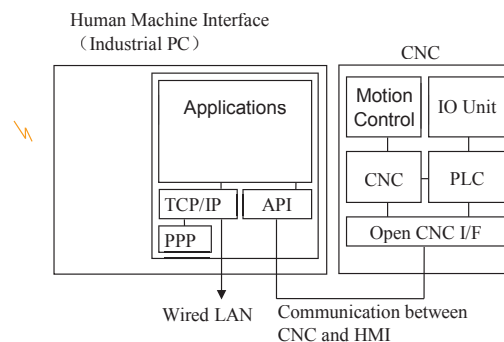 Human Machine Interface
（Industrial PC）
CNC
Applications
Motion
Control
IO Unit
CNC
PLC
TCP/IP
API
PPP
Open CNC I/F
Wired LAN
Communication between
CNC and HMI